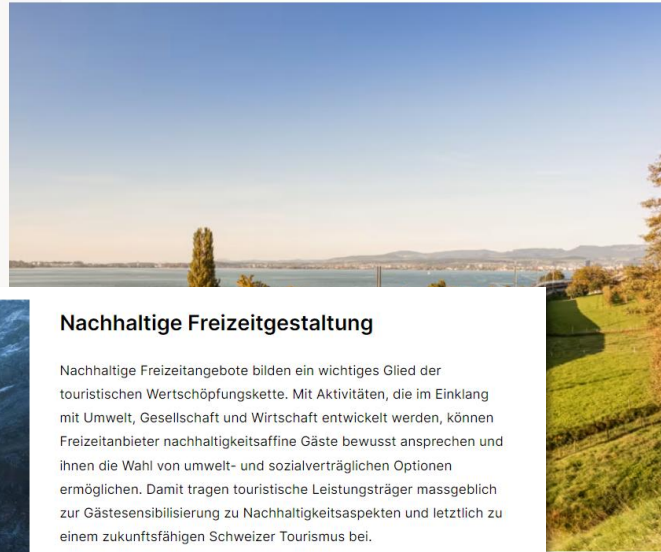 Nachhaltige Freizeitgestaltung
Nachhaltige Freizeitangebote bilden ein wichtiges Glied der
touristischen Wertschöpfungskette. Mit Aktivitäten, die im Einklang
mit Umwelt, Gesellschaft und Wirtschaft entwickelt werden, können
Freizeitanbieter nachhaltigkeitsaffine Gäste bewusst ansprechen und
ihnen die Wahl von umwelt- und sozialverträglichen Optionen
ermöglichen. Damit tragen touristische Leistungsträger massgeblich
zur Gästesensibilisierung zu Nachhaltigkeitsaspekten und letztlich zu
einem zukunftsfähigen Schweizer Tourismus bei.